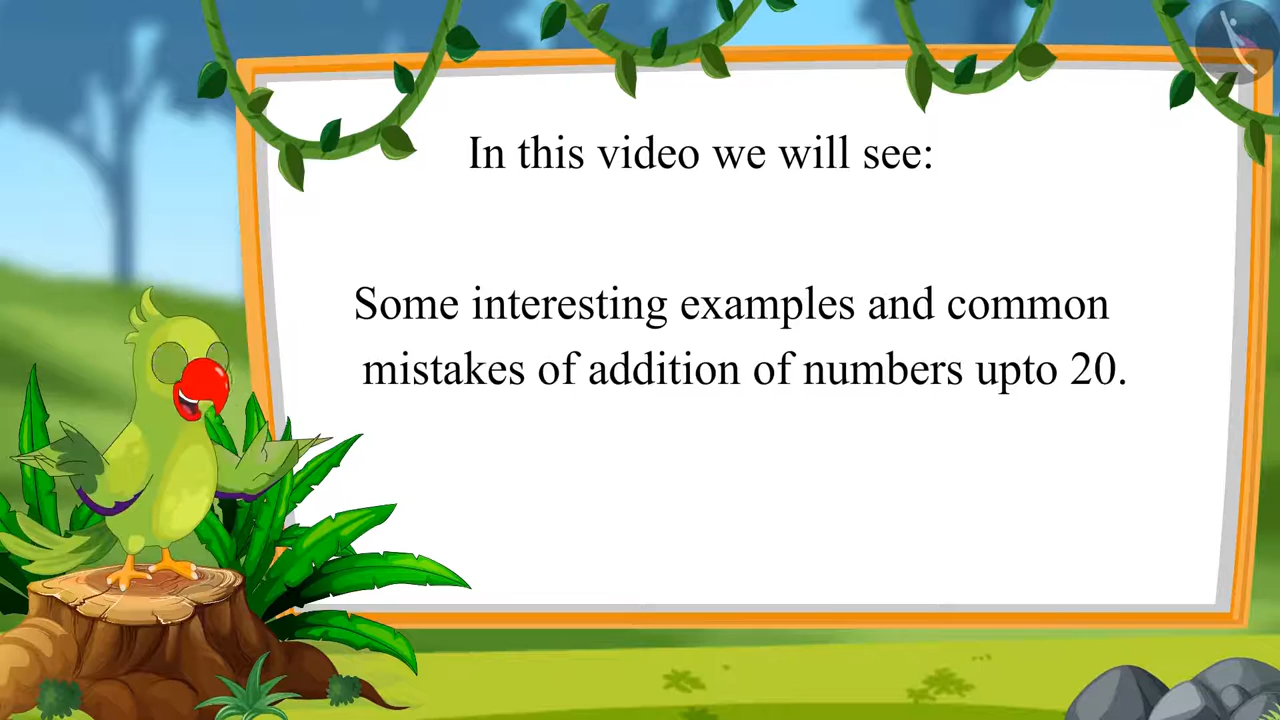 In this video we will see:
Some interesting examples and common
mistakes of addition of numbers upto 20.